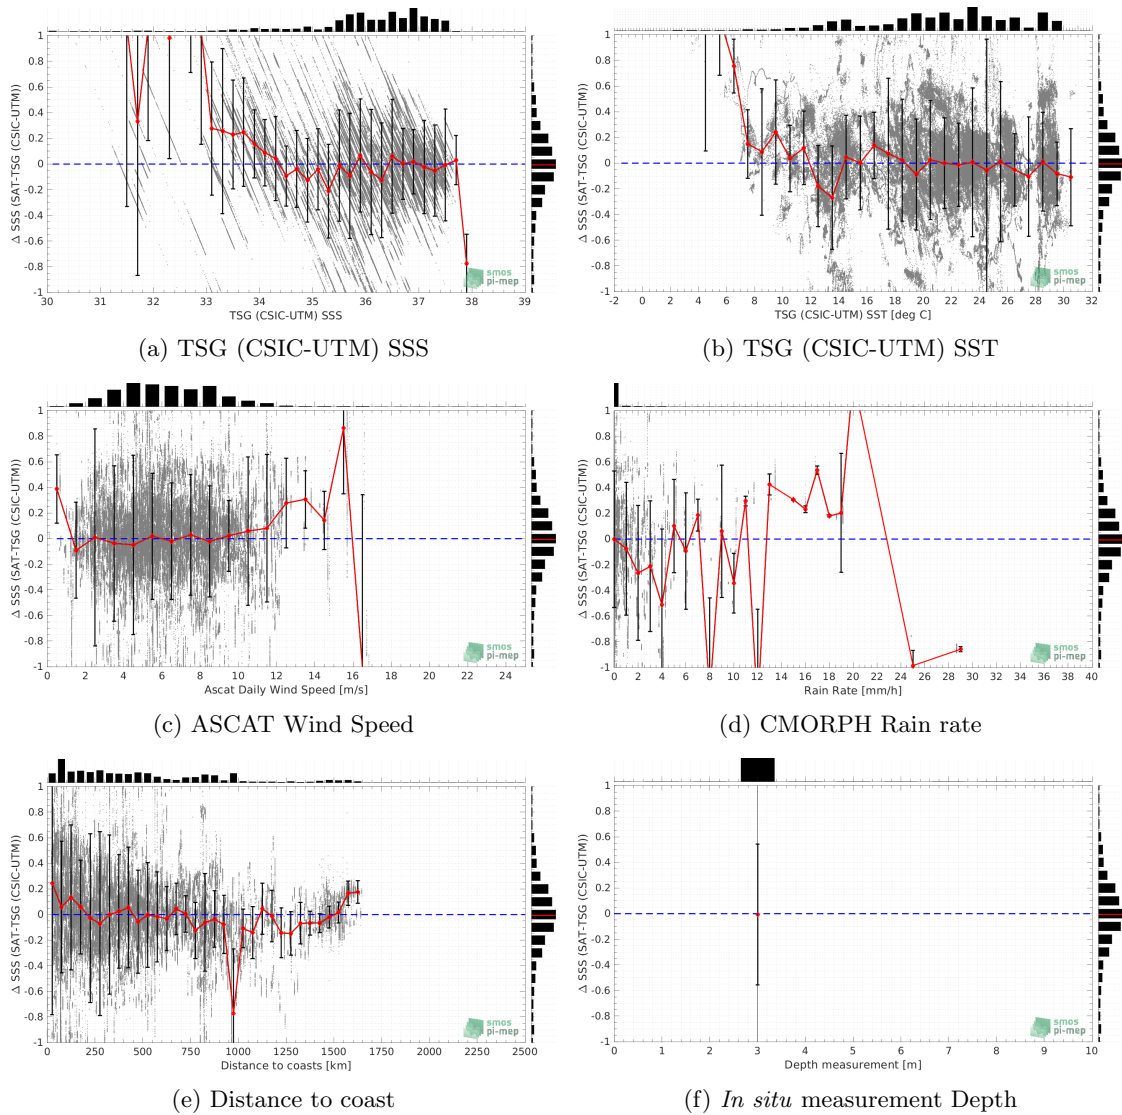 Δ SSS (SAT-TSG (CSIC-UTM))
1
0.8
0.6
0.4
0.2
0
-0.2
-0.4
-0.6
-0.8
-1
30 31 32 33 34 35 36 37 38 39
TSG (CSIC-UTM) SSS
smos
pi-mep
(a) TSG (CSIC-UTM) SSS
Δ SSS (SAT-TSG (CSIC-UTM))
1
0.8
0.6
0.4
0.2
0
-0.2
-0.4
-0.6
-0.8
-1
-2 0 2 4 6 8 10 12 14 16 18 20 22 24 26 28 30 32
TSG (CSIC-UTM) SST [deg C]
smos
pi-mep
(b) TSG (CSIC-UTM) SST
Δ SSS (SAT-TSG (CSIC-UTM))
1
0.8
0.6
0.4
0.2
0
-0.2
-0.4
-0.6
-0.8
-1
0 2 4 6 8 10 12 14 16 18 20 22 24
Ascat Daily Wind Speed [m/s]
smos
pi-mep
(c) ASCAT Wind Speed
Δ SSS (SAT-TSG (CSIC-UTM))
1
0.8
0.6
0.4
0.2
0
-0.2
-0.4
-0.6
-0.8
-1
0 2 4 6 8 10 12 14 16 18 20 22 24 26 28 30 32 34 36 38 40
Rain Rate [mm/h]
smos
pi-mep
(d) CMORPH Rain rate
Δ SSS (SAT-TSG (CSIC-UTM))
1
0.8
0.6
0.4
0.2
0
-0.2
-0.4
-0.6
-0.8
-1
0 250 500 750 1000 1250 1500 1750 2000 2250 2500
Distance to coasts [km]
smos
pi-mep
(e) Distance to coast
Δ SSS (SAT-TSG (CSIC-UTM))
1
0.8
0.6
0.4
0.2
0
-0.2
-0.4
-0.6
-0.8
-1
0 1 2 3 4 5 6 7 8 9 10
Depth measurement [m]
smos
pi-mep
(f) In situ measurement Depth